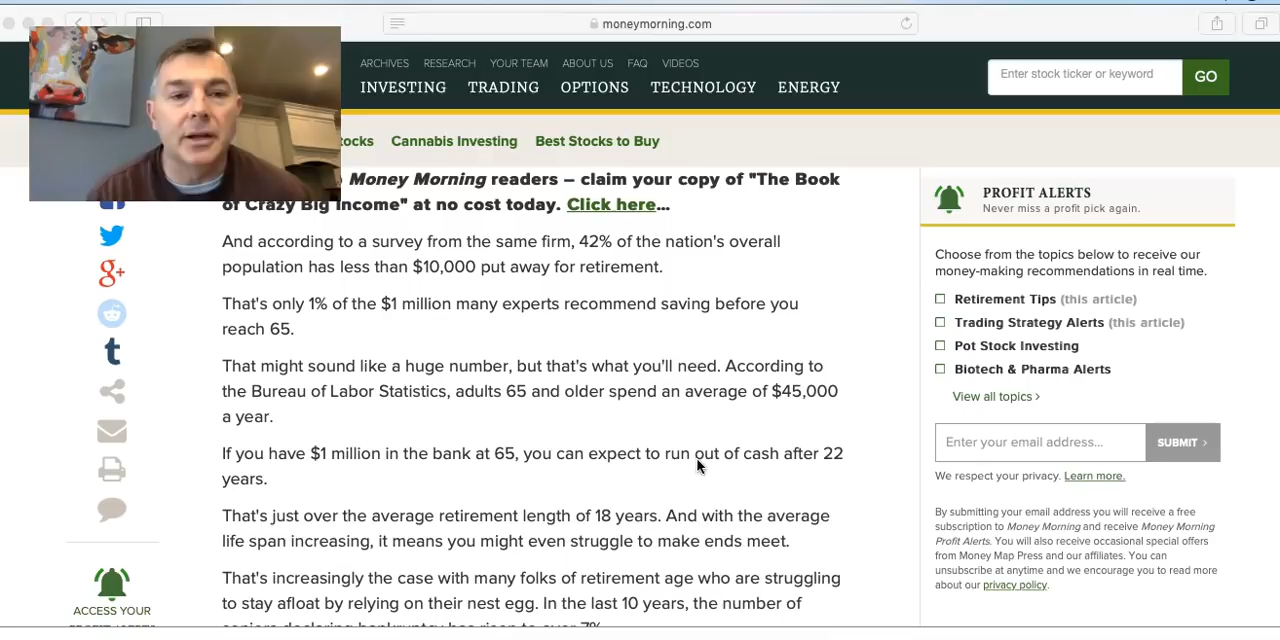 moneymorning.com
ARCHIVES RESEARCH YOUR TEAM ABOUT US FAQ VIDEOS
INVESTING TRADING OPTIONS TECHNOLOGY ENERGY
Enter stock ticker or keyword GO
Cannabis Investing Best Stocks to Buy
Money Morning readers – claim your copy of "The Book
of Crazy Big Income" at no cost today. Click here...
And according to a survey from the same firm, 42% of the nation's overall
population has less than $10,000 put away for retirement.
That's only 1% of the $1 million many experts recommend saving before you
reach 65.
That might sound like a huge number, but that's what you'll need. According to
the Bureau of Labor Statistics, adults 65 and older spend an average of $45,000
a year.
If you have $1 million in the bank at 65, you can expect to run out of cash after 22
years.
That's just over the average retirement length of 18 years. And with the average
life span increasing, it means you might even struggle to make ends meet.
That's increasingly the case with many folks of retirement age who are struggling
to stay afloat by relying on their nest egg. In the last 10 years, the number of
ACCESS YOUR
PROFIT ALERTS
Never miss a profit pick again.
Choose from the topics below to receive our
money-making recommendations in real time.
Retirement Tips (this article)
Trading Strategy Alerts (this article)
Pot Stock Investing
Biotech & Pharma Alerts
View all topics ›
Enter your email address... SUBMIT ›
We respect your privacy. Learn more.
By submitting your email address you will receive a free
subscription to Money Morning and receive Money Morning
Profit Alerts. You will also receive occasional special offers
from Money Map Press and our affiliates. You can
unsubscribe at anytime and we encourage you to read more
about our privacy policy.